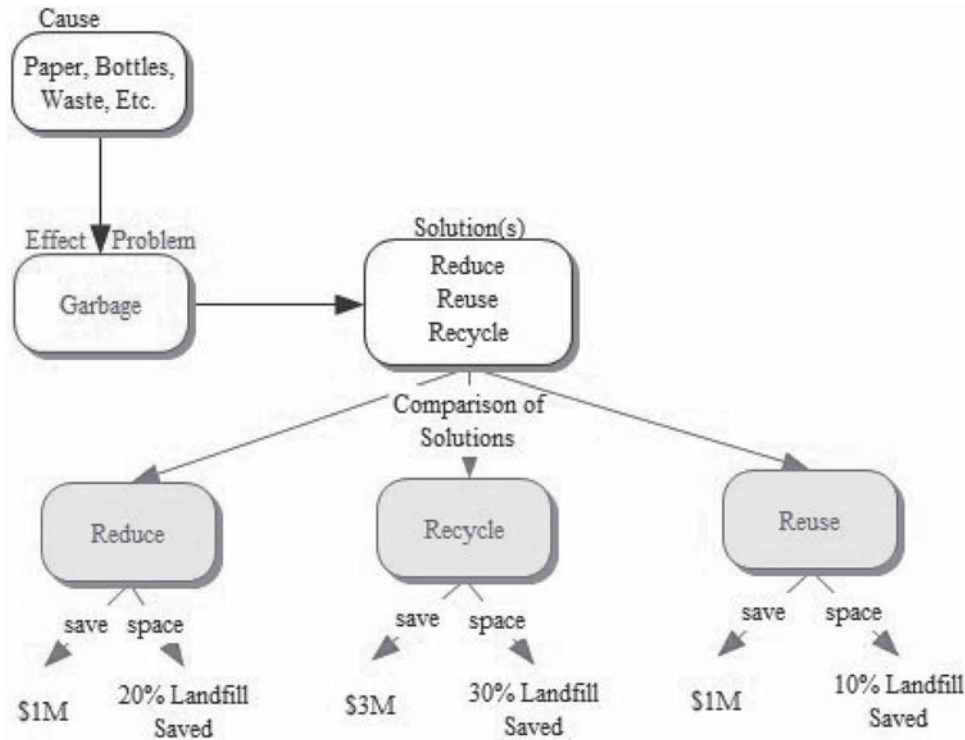 Cause
Paper, Bottles,
Waste, Etc.
Effect Problem
Garbage
Solution(s)
Reduce
Reuse
Recycle
Comparison of
Solutions
Reduce
Recycle
Reuse
save space
save space
save space
$1M
20% Landfill
Saved
$3M
30% Landfill
Saved
$1M
10% Landfill
Saved